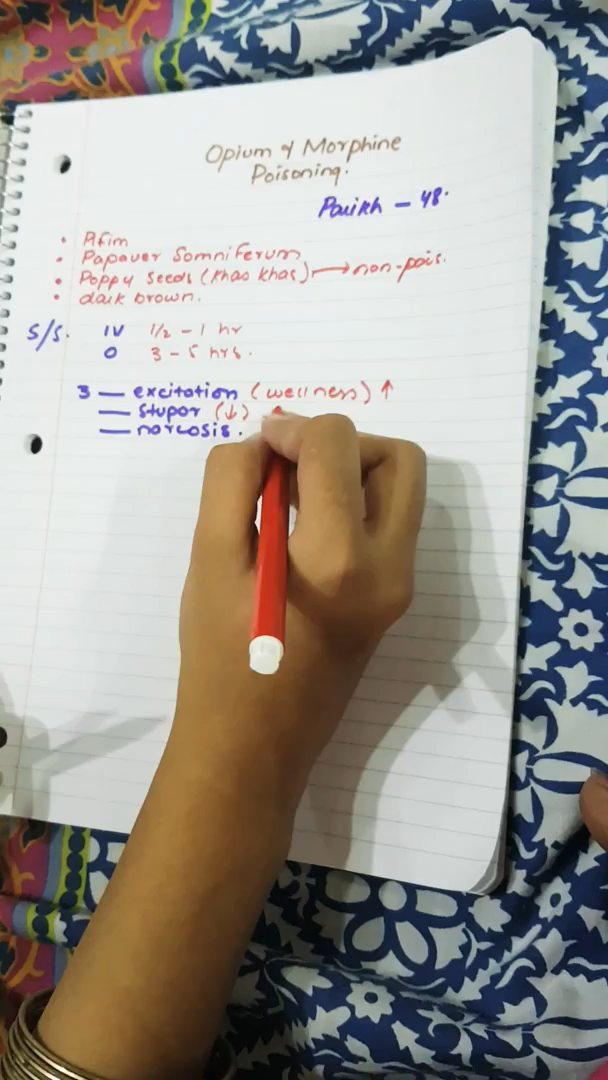 Opium & Morphine
Poisoning.
Parikh - 48.
• Afim
• Papaver Somniferum
• Poppy Seeds (khas khas) → non-pois.
• dark brown.
S/S. IV 1/2 - 1 hr
O 3 - 5 hrs.
3 — excitation (wellness) ↑
— stupor (↓)
— narcosis.